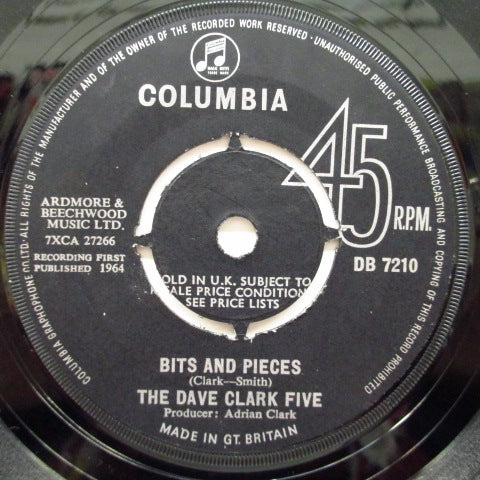 ALL RIGHTS OF THE MANUFACTURER AND OF THE OWNER OF THE RECORDED WORK RESERVED · UNAUTHORISED PUBLIC PERFORMANCE BROADCASTING AND COPYING OF THIS RECORD PROHIBITED
COLUMBIA GRAPHOPHONE CO. LTD.
COLUMBIA
45 R.P.M.
ARDMORE &
BEECHWOOD
MUSIC LTD.
7XCA 27266
RECORDING FIRST
PUBLISHED 1964
DB 7210
OLD IN U.K. SUBJECT TO
SALE PRICE CONDITION
SEE PRICE LISTS
BITS AND PIECES
(Clark—Smith)
THE DAVE CLARK FIVE
Producer: Adrian Clark
MADE IN GT. BRITAIN